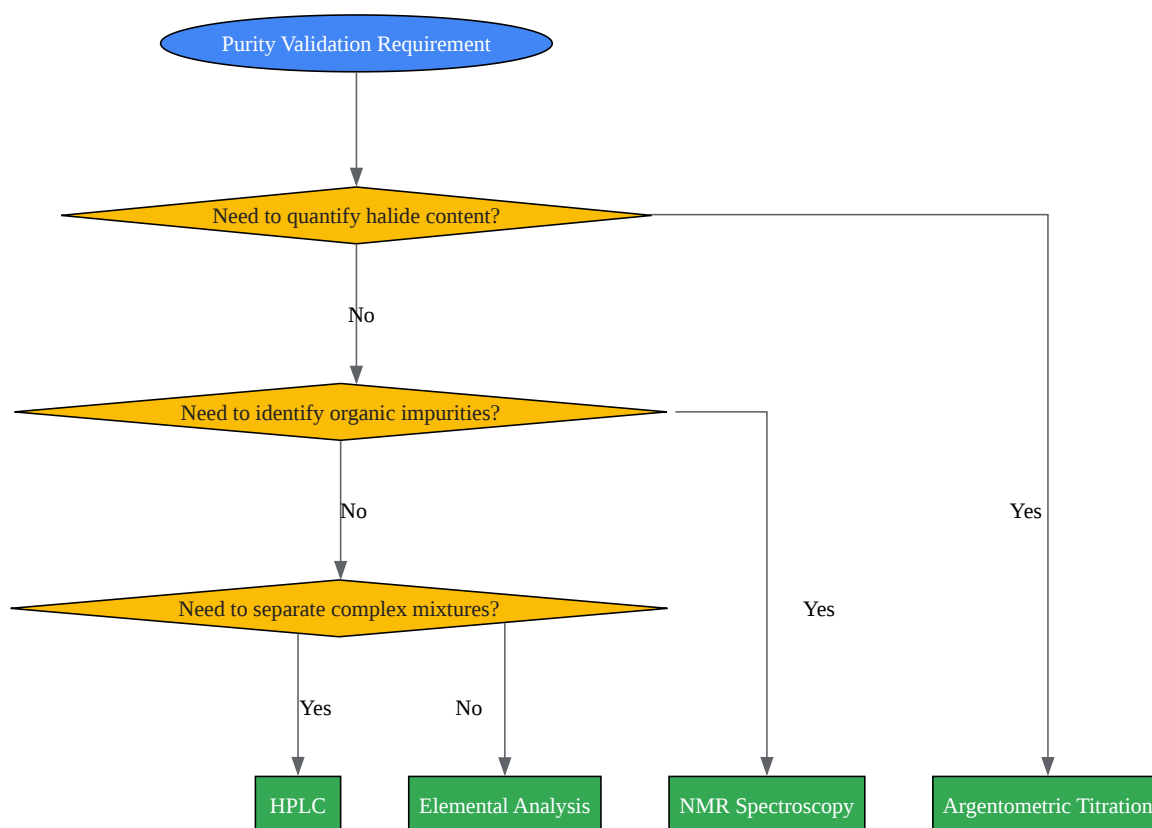 Purity Validation Requirement
Need to quantify halide content?
No
Need to identify organic impurities?
No
Yes
Need to separate complex mixtures?
Yes
Yes
No
HPLC
Elemental Analysis
NMR Spectroscopy
Argentometric Titration